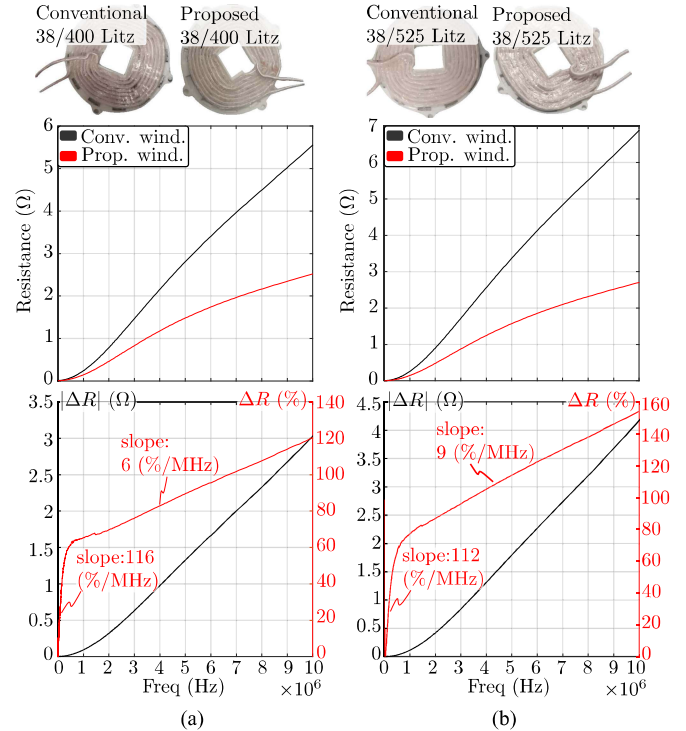 Conventional
38/400 Litz
Proposed
38/400 Litz
Conventional
38/525 Litz
Proposed
38/525 Litz
6
5
4
3
2
1
0
Resistance (Ω)
Conv. wind.
Prop. wind.
7
6
5
4
3
2
1
0
Resistance (Ω)
Conv. wind.
Prop. wind.
|ΔR| (Ω)
ΔR (%)
3.5
3
2.5
2
1.5
1
0.5
0
140
120
100
80
60
40
20
0
slope:
6 (%/MHz)
slope:116
(%/MHz)
0 1 2 3 4 5 6 7 8 9 10
Freq (Hz)
×10⁶
|ΔR| (Ω)
ΔR (%)
4.5
4
3.5
3
2.5
2
1.5
1
0.5
0
160
140
120
100
80
60
40
20
0
slope:
9 (%/MHz)
slope:112
(%/MHz)
0 1 2 3 4 5 6 7 8 9 10
Freq (Hz)
×10⁶
(a)
(b)